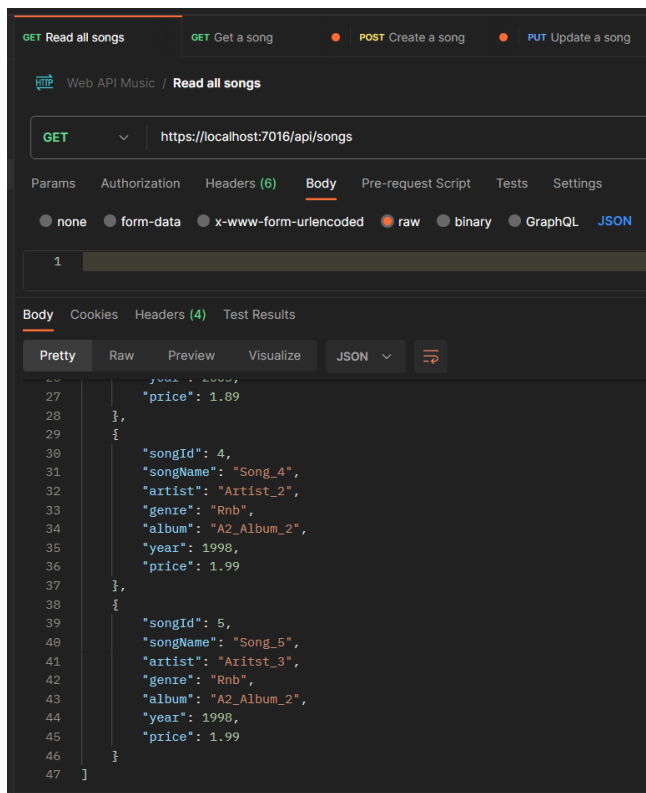 GET Read all songs GET Get a song POST Create a song PUT Update a song
HTTP Web API Music / Read all songs
GET https://localhost:7016/api/songs
Params Authorization Headers (6) Body Pre-request Script Tests Settings
none form-data x-www-form-urlencoded raw binary GraphQL JSON
1
Body Cookies Headers (4) Test Results
Pretty Raw Preview Visualize JSON
27 "price": 1.89
28 },
29 {
30 "songId": 4,
31 "songName": "Song_4",
32 "artist": "Artist_2",
33 "genre": "Rnb",
34 "album": "A2_Album_2",
35 "year": 1998,
36 "price": 1.99
37 },
38 {
39 "songId": 5,
40 "songName": "Song_5",
41 "artist": "Aritst_3",
42 "genre": "Rnb",
43 "album": "A2_Album_2",
44 "year": 1998,
45 "price": 1.99
46 }
47 ]